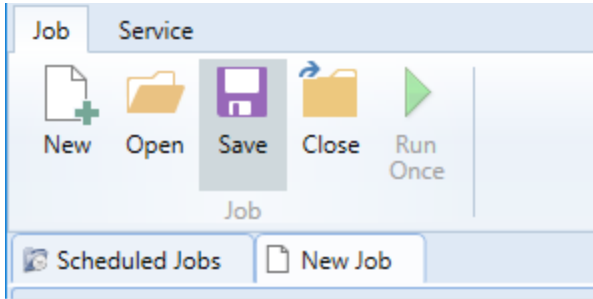 Job Service
New Open Save Close Run
Once
Job
Scheduled Jobs New Job